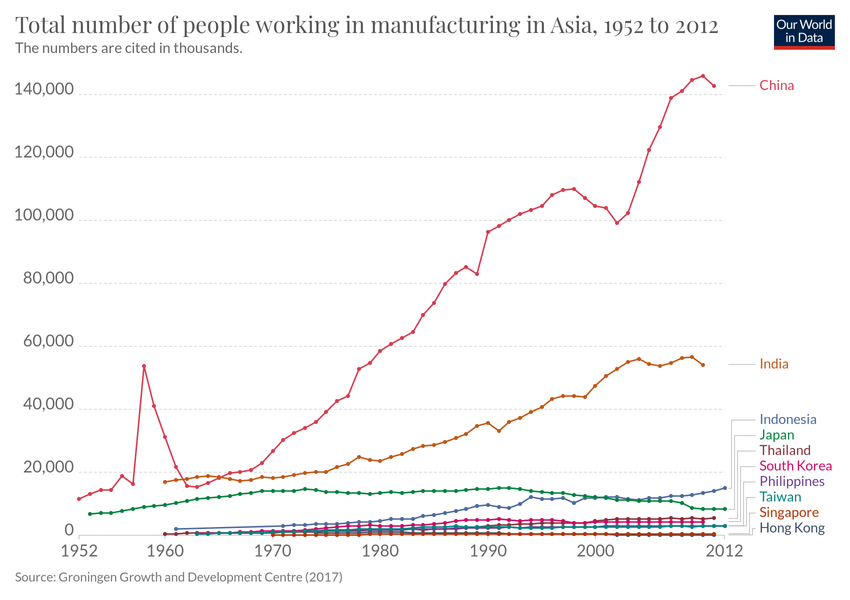 Total number of people working in manufacturing in Asia, 1952 to 2012
The numbers are cited in thousands.
Our World
in Data
140,000
120,000
100,000
80,000
60,000
40,000
20,000
0
1952
1960
1970
1980
1990
2000
2012
China
India
Indonesia
Japan
Thailand
South Korea
Philippines
Taiwan
Singapore
Hong Kong
Source: Groningen Growth and Development Centre (2017)